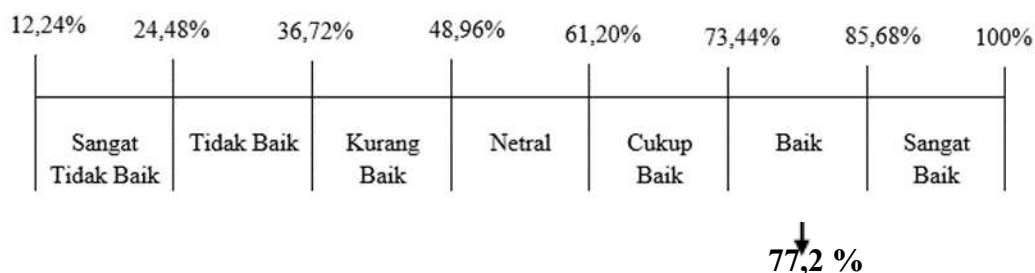 12,24% 24,48% 36,72% 48,96% 61,20% 73,44% 85,68% 100%
Sangat Tidak Baik Kurang Netral Cukup Baik Sangat
Tidak Baik Baik Baik Baik
77,2 %